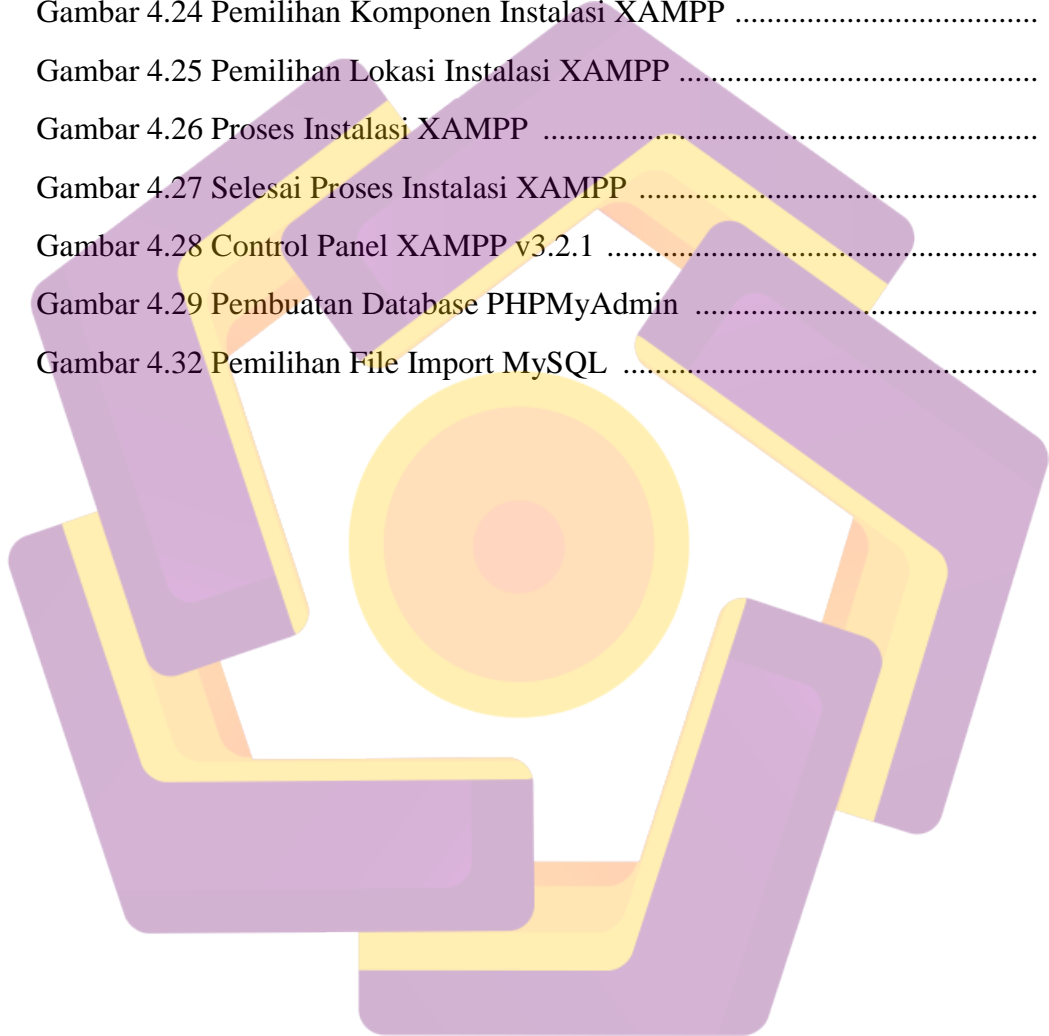 Gambar 4.24 Pemilihan Komponen Instalasi XAMPP .................................
Gambar 4.25 Pemilihan Lokasi Instalasi XAMPP .......................................
Gambar 4.26 Proses Instalasi XAMPP ......................................................
Gambar 4.27 Selesai Proses Instalasi XAMPP ...........................................
Gambar 4.28 Control Panel XAMPP v3.2.1 ...............................................
Gambar 4.29 Pembuatan Database PHPMyAdmin .....................................
Gambar 4.32 Pemilihan File Import MySQL .............................................